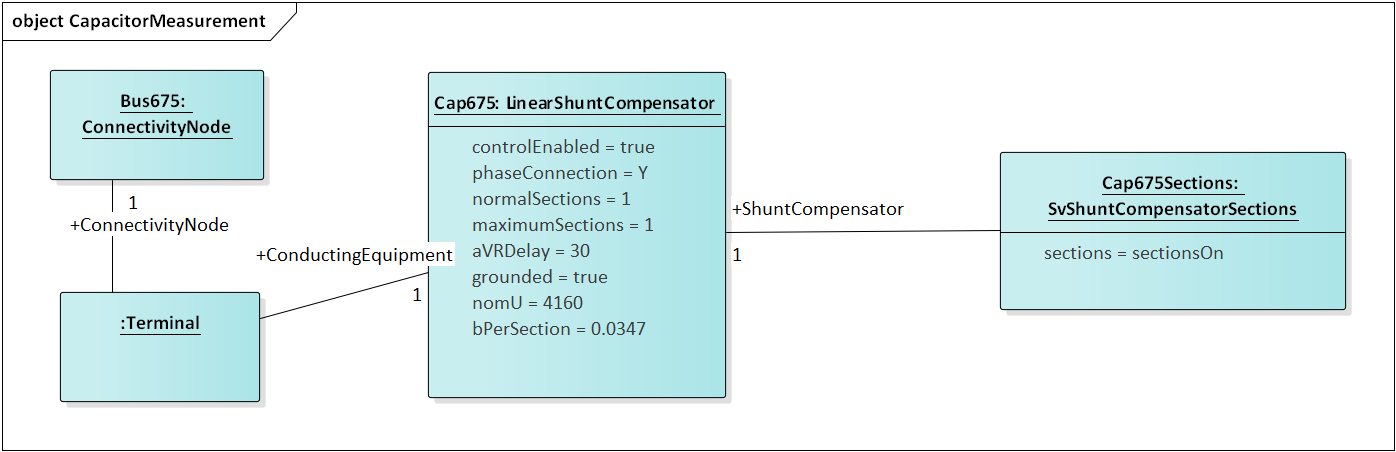 object CapacitorMeasurement
Bus675:
ConnectivityNode
1
+ConnectivityNode
:Terminal
+ConductingEquipment
1
Cap675: LinearShuntCompensator
controlEnabled = true
phaseConnection = Y
normalSections = 1
maximumSections = 1
aVRDelay = 30
grounded = true
nomU = 4160
bPerSection = 0.0347
+ShuntCompensator
1
Cap675Sections:
SvShuntCompensatorSections
sections = sectionsOn